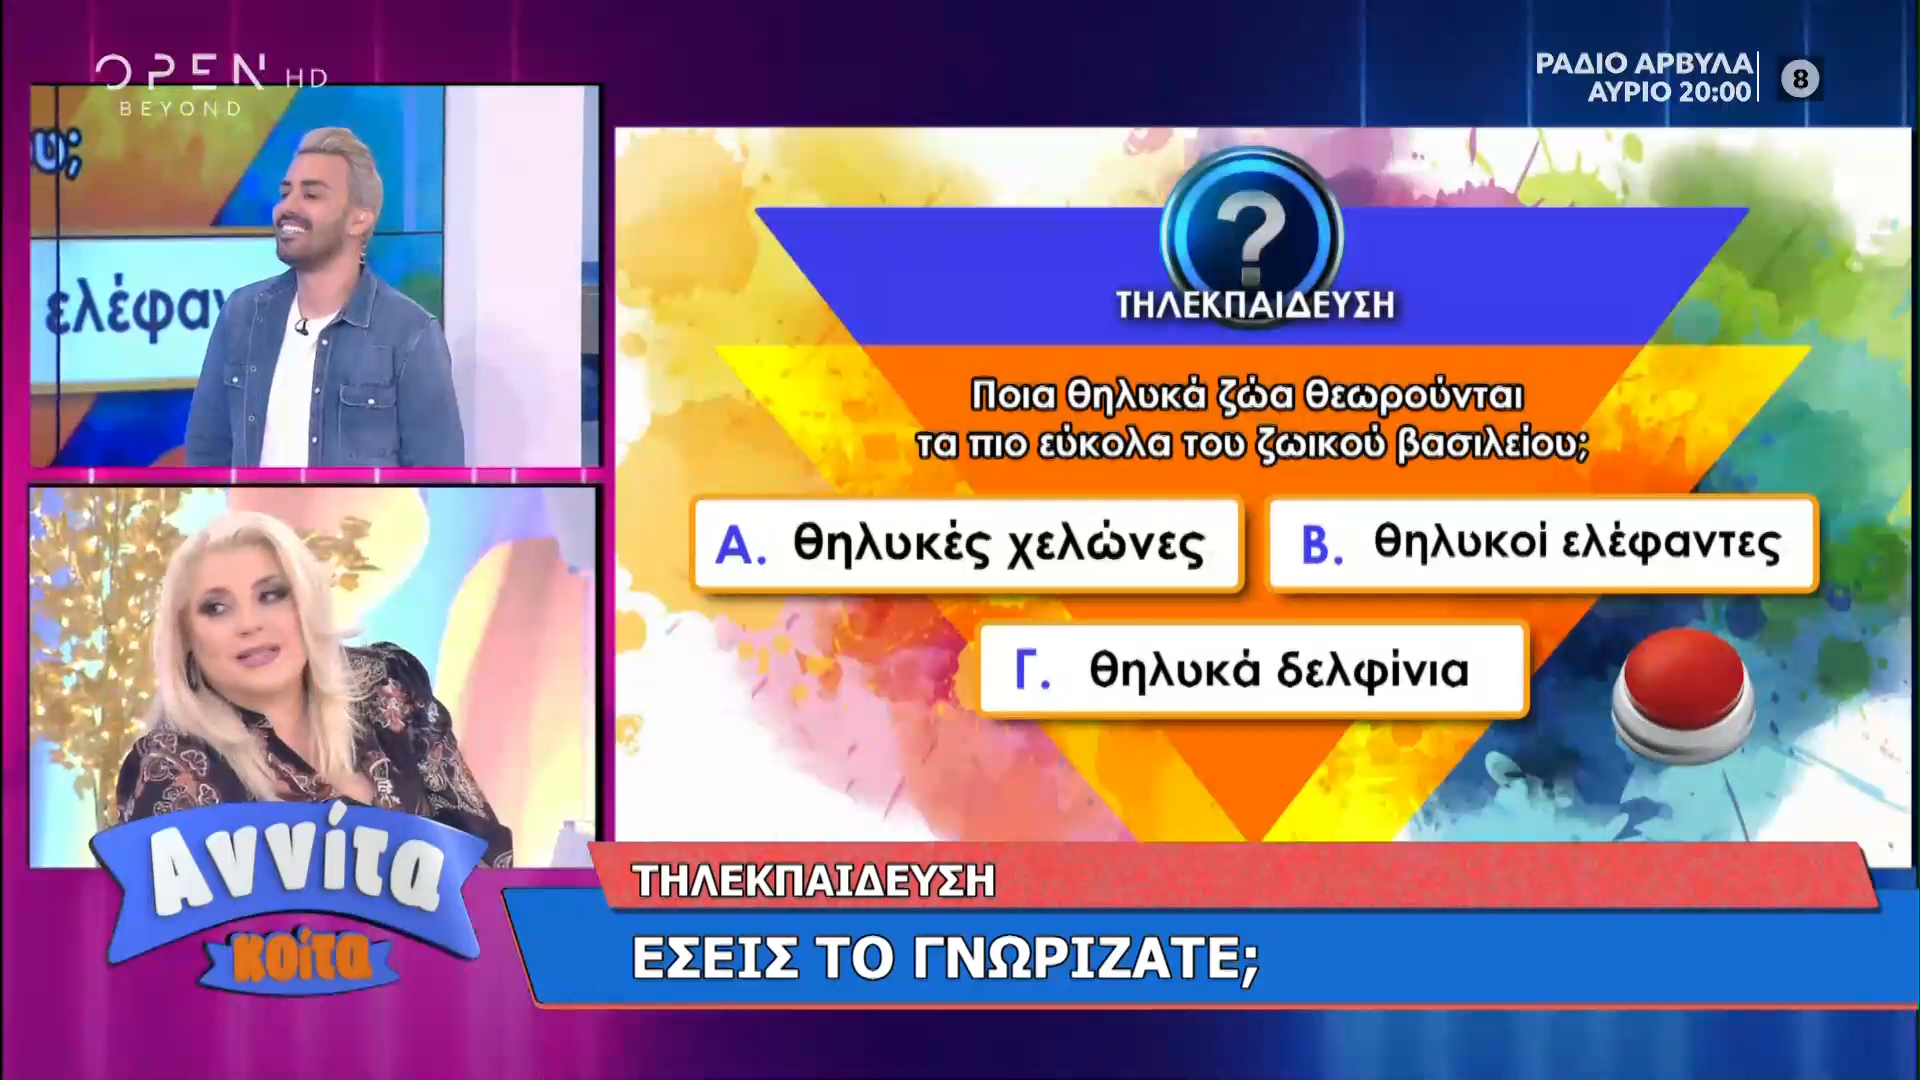 OPEN HD
BEYOND
ΡΑΔΙΟ ΑΡΒΥΛΑ
ΑΥΡΙΟ 20:00
8
υ;
ελέφαν
?
ΤΗΛΕΚΠΑΙΔΕΥΣΗ
Ποια θηλυκά ζώα θεωρούνται
τα πιο εύκολα του ζωικού βασιλείου;
Α. θηλυκές χελώνες
Β. θηλυκοί ελέφαντες
Γ. θηλυκά δελφίνια
Αννίτα
κοίτα
ΤΗΛΕΚΠΑΙΔΕΥΣΗ
ΕΣΕΙΣ ΤΟ ΓΝΩΡΙΖΑΤΕ;